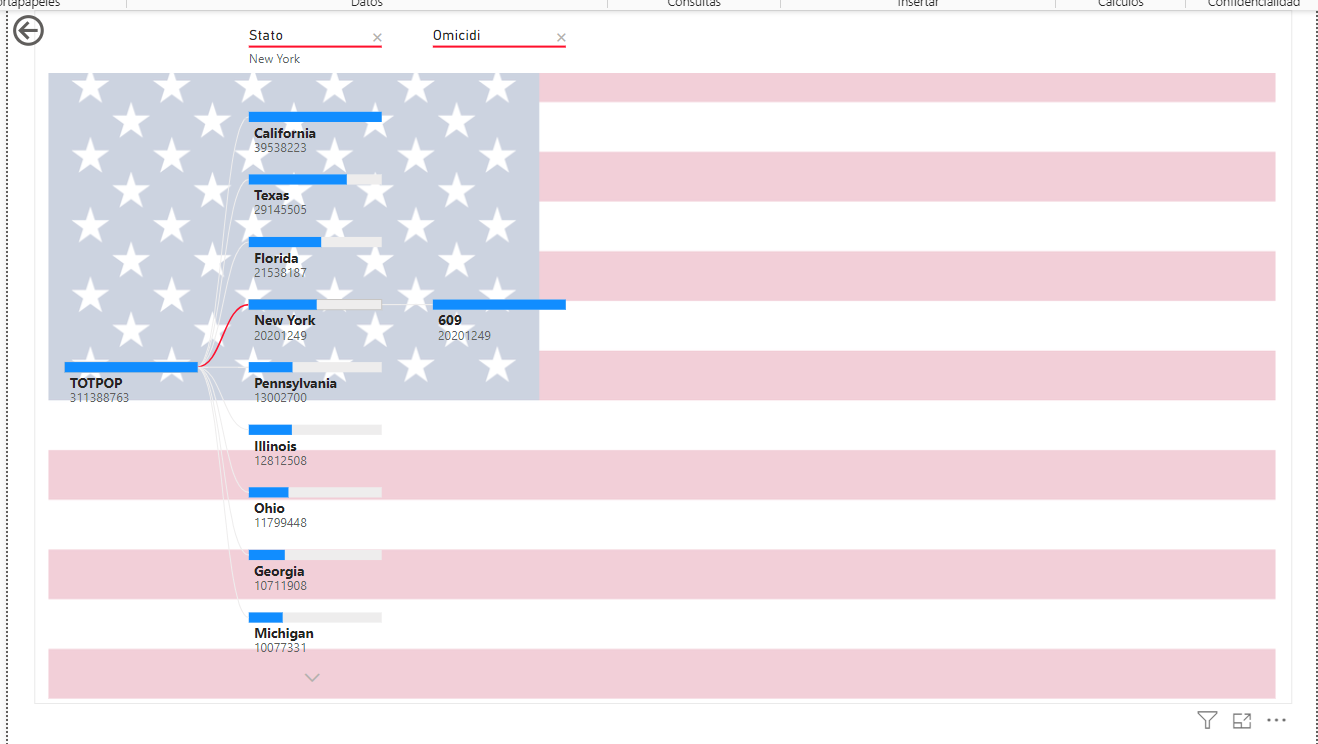 Datos
Consultas
Insertar
Cálculos
Confidencialidad
Stato
Omicidi
New York
California
39538223
Texas
29145505
Florida
21538187
New York
20201249
609
20201249
TOTPOP
311388763
Pennsylvania
13002700
Illinois
12812508
Ohio
11799448
Georgia
10711908
Michigan
10077331